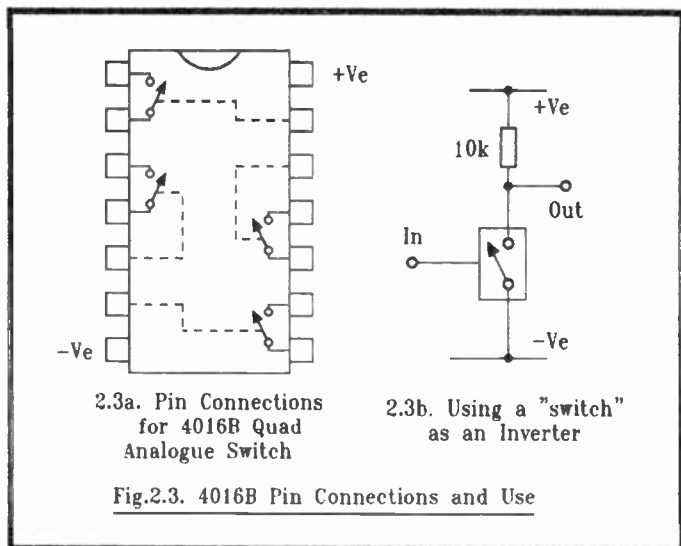 +Ve
-Ve
2.3a. Pin Connections
for 4016B Quad
Analogue Switch
+Ve
10k
Out
In
-Ve
2.3b. Using a "switch"
as an Inverter
Fig.2.3. 4016B Pin Connections and Use